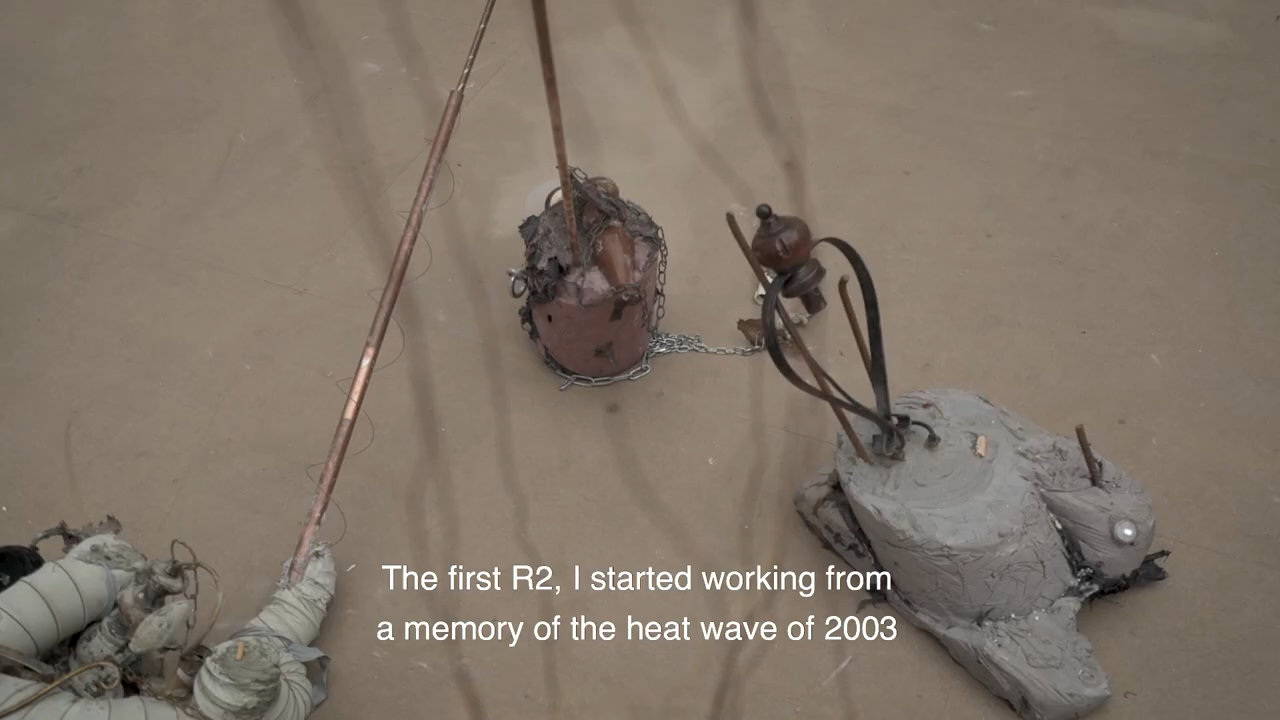 The first R2, I started working from
a memory of the heat wave of 2003